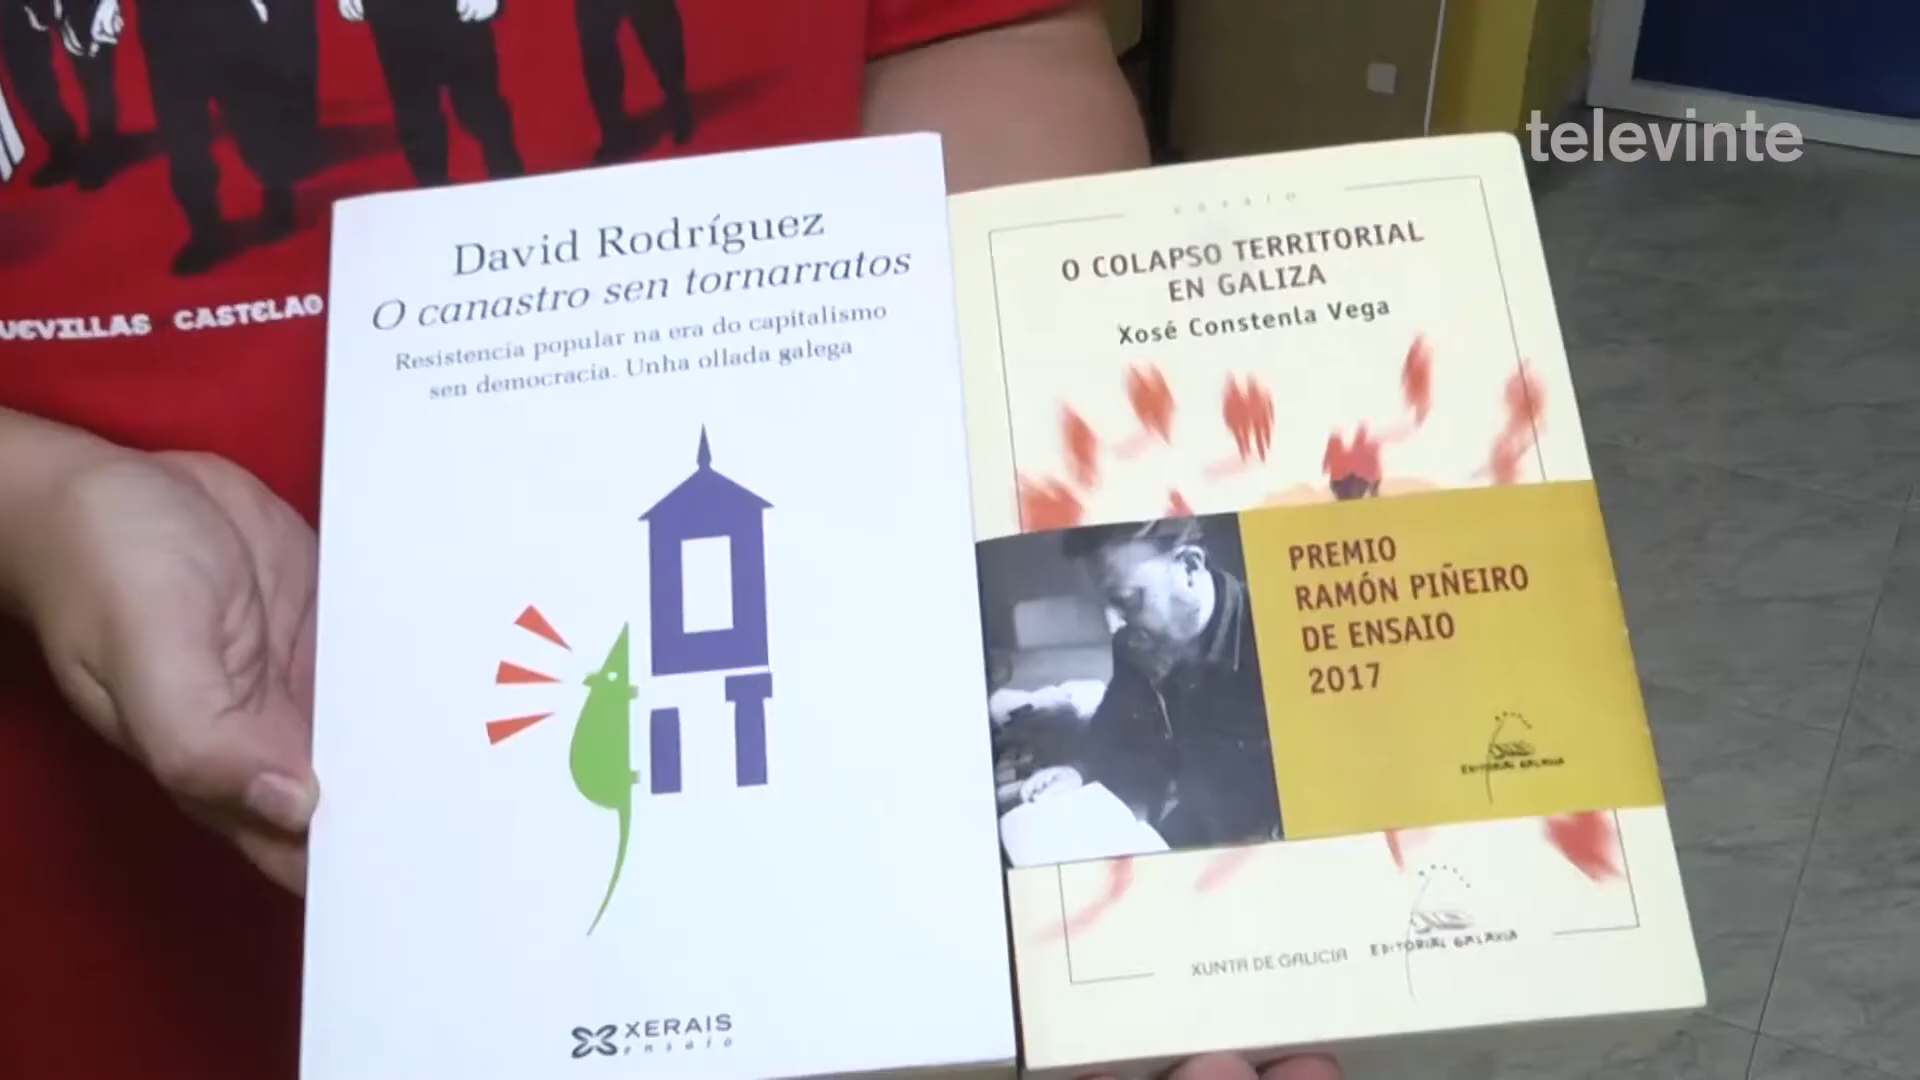 televinte
UEVILLAS CASTELAO
David Rodríguez
O canastro sen tornarratos
Resistencia popular na era do capitalismo
sen democracia. Unha ollada galega
XERAIS
ensaio
ensaio
O COLAPSO TERRITORIAL
EN GALIZA
Xosé Constenla Vega
PREMIO
RAMÓN PIÑEIRO
DE ENSAIO
2017
EDITORIAL GALAXIA
XUNTA DE GALICIA EDITORIAL GALAXIA